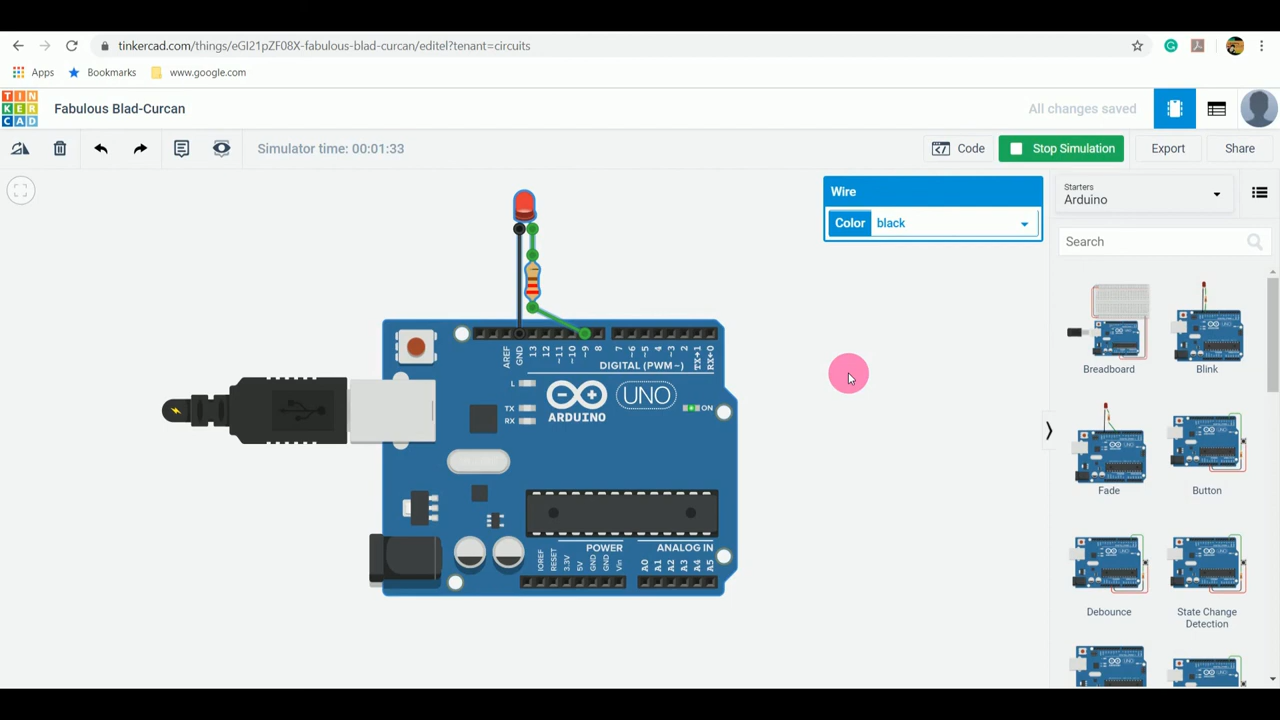 tinkercad.com/things/eGI21pZF08X-fabulous-blad-curcan/editel?tenant=circuits
Apps
Bookmarks
www.google.com
TIN
KER
CAD
Fabulous Blad-Curcan
All changes saved
Simulator time: 00:01:33
Code
Stop Simulation
Export
Share
Wire
Color
black
Starters
Arduino
Search
Breadboard
Blink
Fade
Button
Debounce
State Change
Detection
AREF
GND
13
12
~11
~10
~9
8
7
~6
~5
4
~3
2
TX→1
RX←0
DIGITAL (PWM~)
L
TX
RX
ARDUINO
UNO
ON
POWER
ANALOG IN
IOREF
RESET
3.3V
5V
GND
GND
Vin
A0
A1
A2
A3
A4
A5